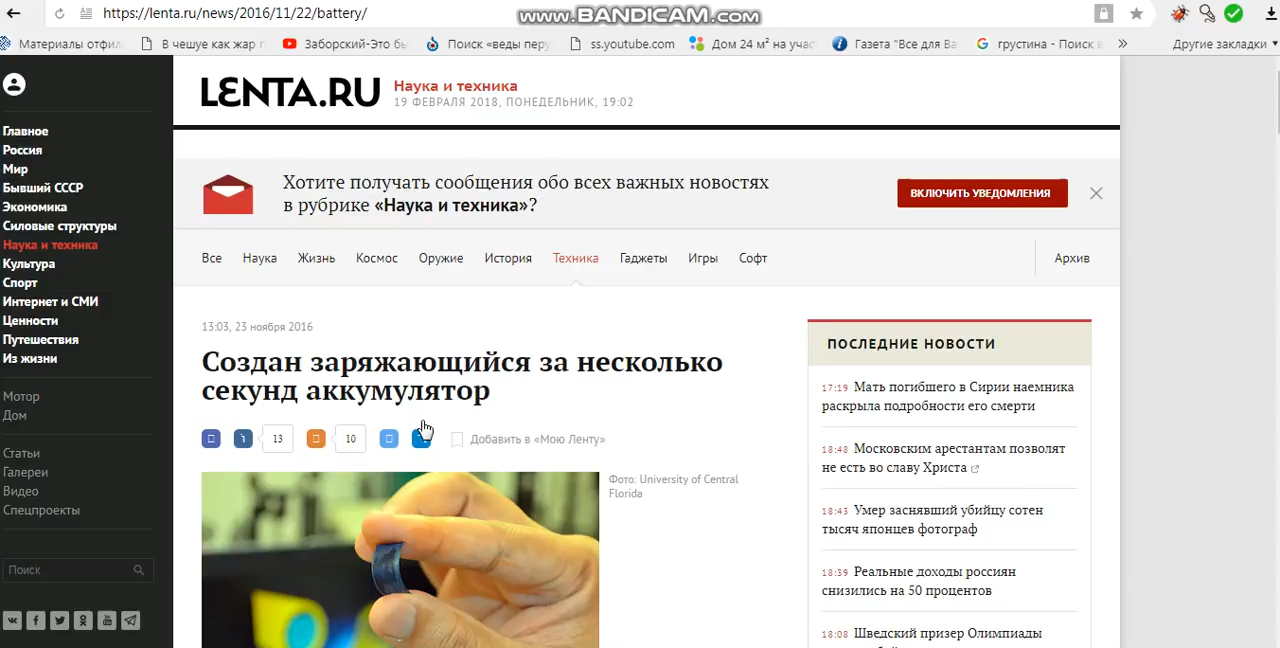 https://lenta.ru/news/2016/11/22/battery/
www.BANDICAM.com
Материалы отфил
В чешуе как жар г
Заборский-Это бы
Поиск «веды перу
ss.youtube.com
Дом 24 м² на учас
Газета "Все для Ва
грустина - Поиск в
»
Другие закладки
LENTA.RU
Наука и техника
19 ФЕВРАЛЯ 2018, ПОНЕДЕЛЬНИК, 19:02
Главное
Россия
Мир
Бывший СССР
Экономика
Силовые структуры
Наука и техника
Культура
Спорт
Интернет и СМИ
Ценности
Путешествия
Из жизни
Мотор
Дом
Статьи
Галереи
Видео
Спецпроекты
Поиск
Хотите получать сообщения обо всех важных новостях
в рубрике «Наука и техника»?
ВКЛЮЧИТЬ УВЕДОМЛЕНИЯ
Все
Наука
Жизнь
Космос
Оружие
История
Техника
Гаджеты
Игры
Софт
Архив
13:03, 23 ноября 2016
Создан заряжающийся за несколько
секунд аккумулятор
13
10
Добавить в «Мою Ленту»
Фото: University of Central
Florida
ПОСЛЕДНИЕ НОВОСТИ
17:19 Мать погибшего в Сирии наемника
раскрыла подробности его смерти
18:48 Московским арестантам позволят
не есть во славу Христа
18:43 Умер заснявший убийцу сотен
тысяч японцев фотограф
18:39 Реальные доходы россиян
снизились на 50 процентов
18:08 Шведский призер Олимпиады